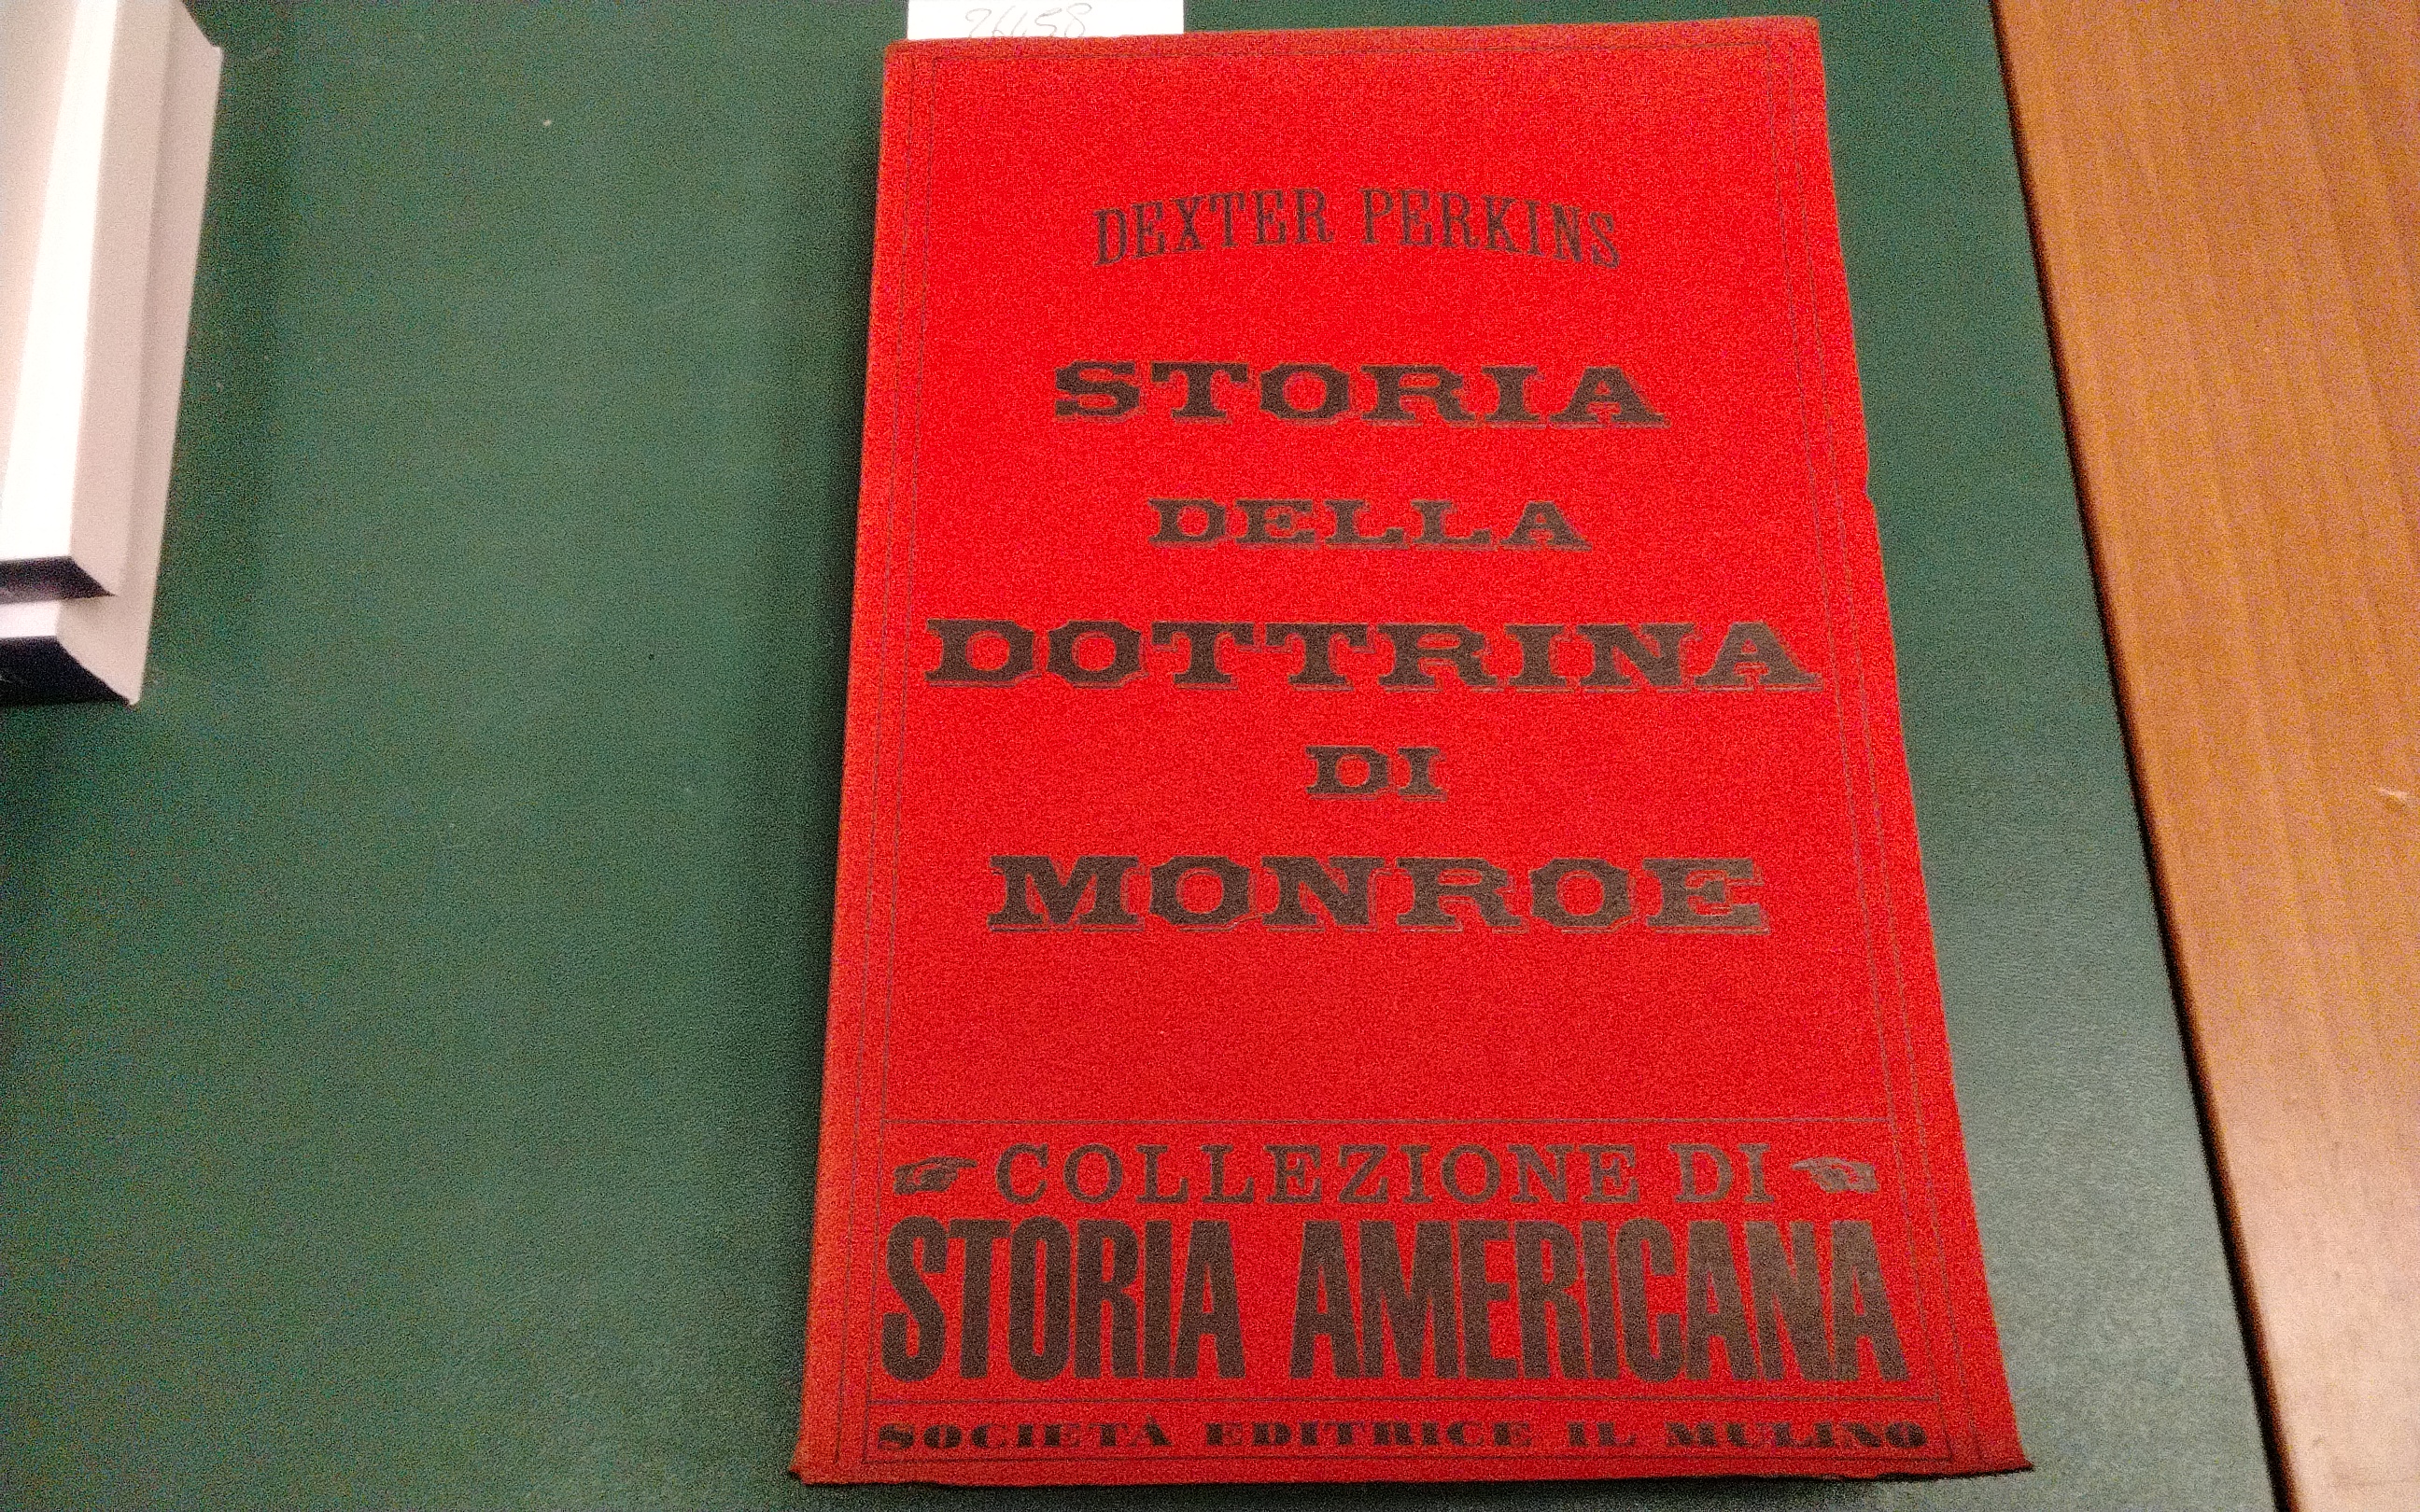 DEXTER PERKINS
STORIA
DELLA
DOTTRINA
DI
MONROE
COLLEZIONE DI
STORIA AMERICANA
SOCIETÀ EDITRICE IL MULINO